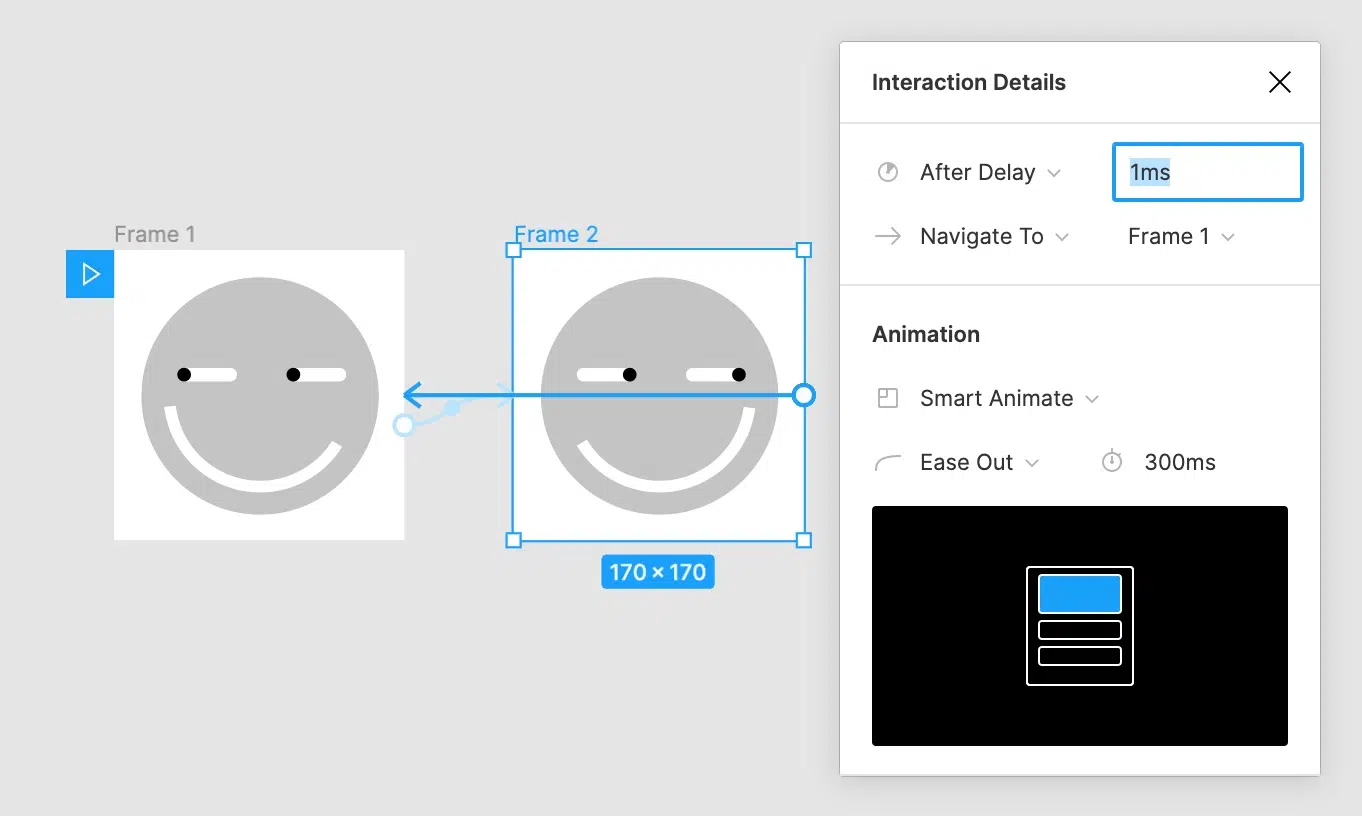 Interaction Details
After Delay 1ms
Navigate To Frame 1
Frame 1
Frame 2
Animation
Smart Animate
Ease Out 300ms
170 × 170